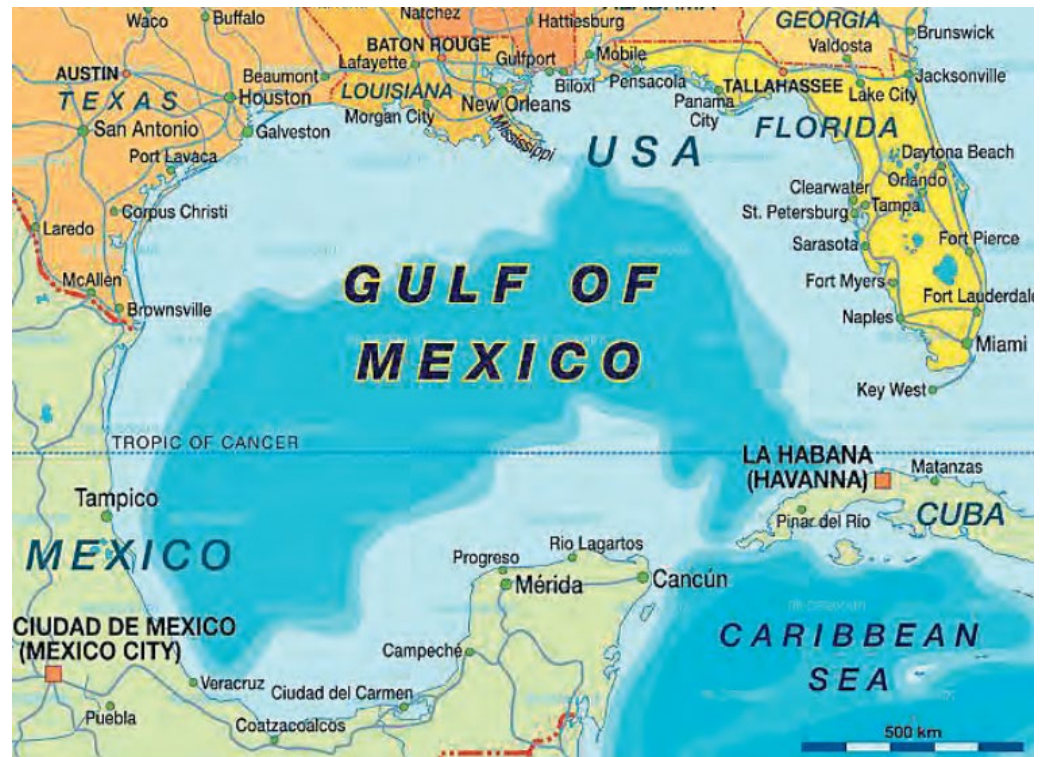 Waco
Buffalo
Natchez
Hattiesburg
GEORGIA
Valdosta
Brunswick
BATON ROUGE
Lafayette
Gulfport
Mobile
AUSTIN
Beaumont
Biloxi
Pensacola
TALLAHASSEE
Jacksonville
TEXAS
Houston
LOUISIANA
New Orleans
Panama
City
Lake City
Morgan City
San Antonio
Galveston
Mississippi
USA
FLORIDA
Port Lavaca
Daytona Beach
Orlando
Clearwater
Tampa
St. Petersburg
Corpus Christi
Laredo
Sarasota
Fort Pierce
McAllen
GULF OF
MEXICO
Fort Myers
Fort Lauderdale
Brownsville
Naples
Miami
Key West
TROPIC OF CANCER
LA HABANA
(HAVANNA)
Matanzas
Tampico
Pinar del Río
CUBA
MEXICO
Progreso
Rio Lagartos
Mérida
Cancún
CIUDAD DE MEXICO
(MEXICO CITY)
CARIBBEAN
SEA
Campeché
Veracruz
Ciudad del Carmen
Puebla
Coatzacoalcos
500 km